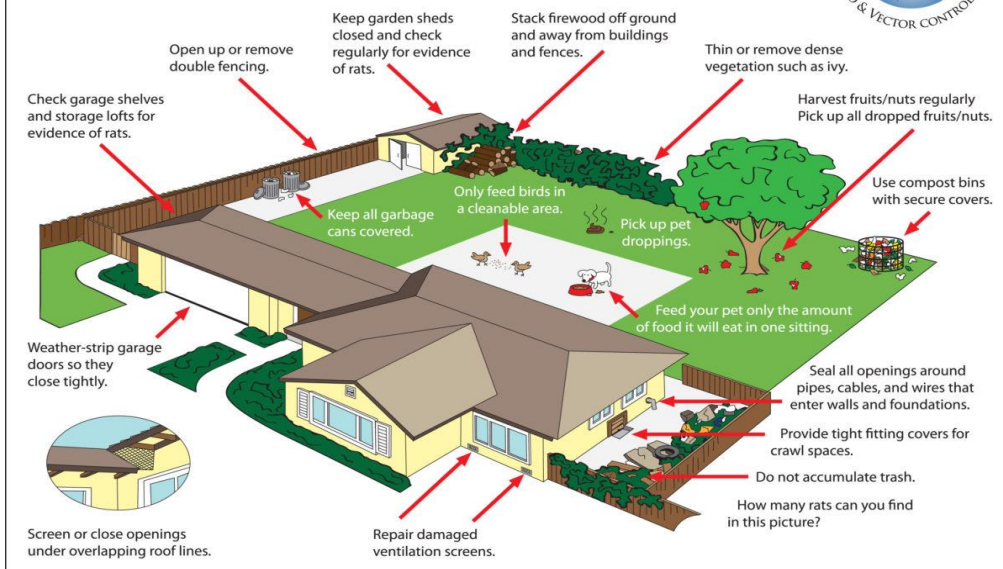 & VECTOR CONTROL
Keep garden sheds
closed and check
regularly for evidence
of rats.
Stack firewood off ground
and away from buildings
and fences.
Open up or remove
double fencing.
Thin or remove dense
vegetation such as ivy.
Check garage shelves
and storage lofts for
evidence of rats.
Harvest fruits/nuts regularly
Pick up all dropped fruits/nuts.
Use compost bins
with secure covers.
Only feed birds in
a cleanable area.
Keep all garbage
cans covered.
Pick up pet
droppings.
Feed your pet only the amount
of food it will eat in one sitting.
Weather-strip garage
doors so they
close tightly.
Seal all openings around
pipes, cables, and wires that
enter walls and foundations.
Provide tight fitting covers for
crawl spaces.
Do not accumulate trash.
How many rats can you find
in this picture?
Screen or close openings
under overlapping roof lines.
Repair damaged
ventilation screens.